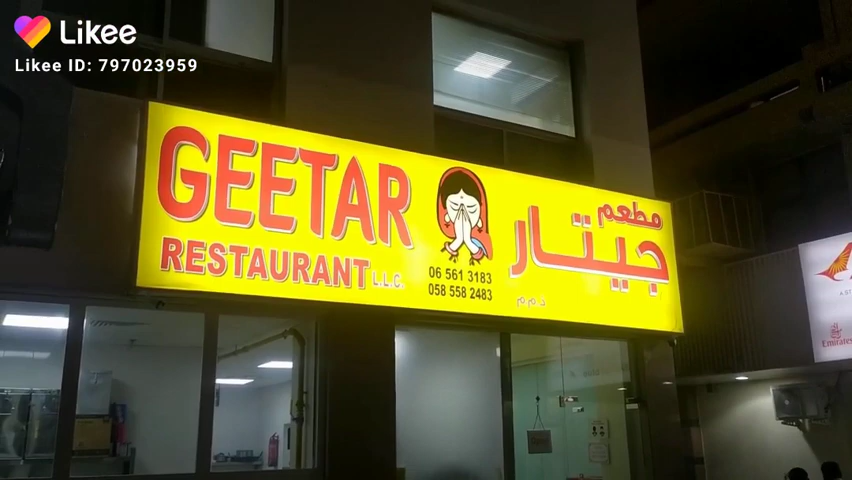 Likee
Likee ID: 797023959
GEETAR
RESTAURANT L.L.C.
06 561 3183
058 558 2483
مطعم
جيتار
ذ.م.م
Emirates